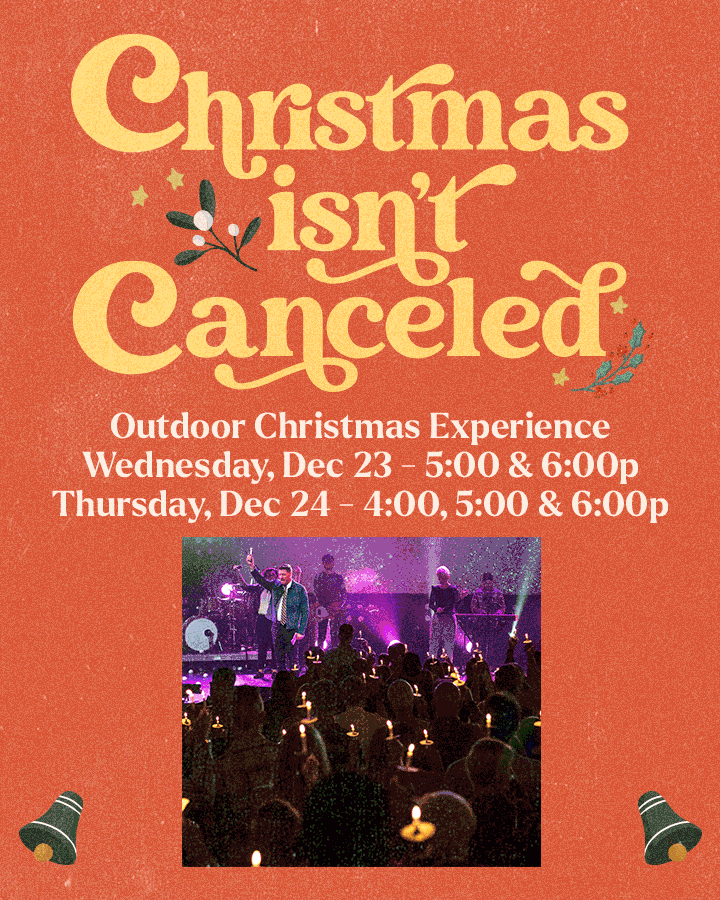 Christmas
isn't
Canceled
Outdoor Christmas Experience
Wednesday, Dec 23 - 5:00 & 6:00p
Thursday, Dec 24 - 4:00, 5:00 & 6:00p